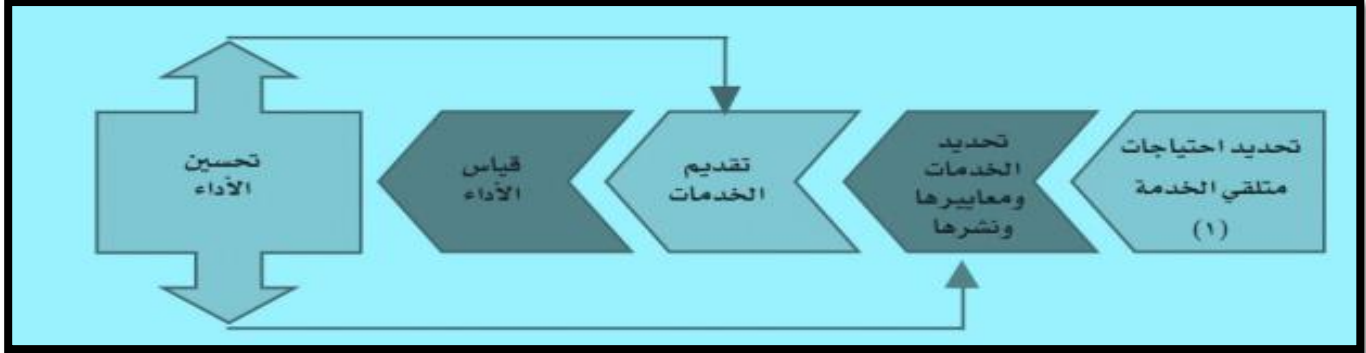 تحديد احتياجات
متلقي الخدمة
(١)
تحديد
الخدمات
ومعاييرها
ونشرها
تقديم
الخدمات
قياس
الأداء
تحسين
الأداء